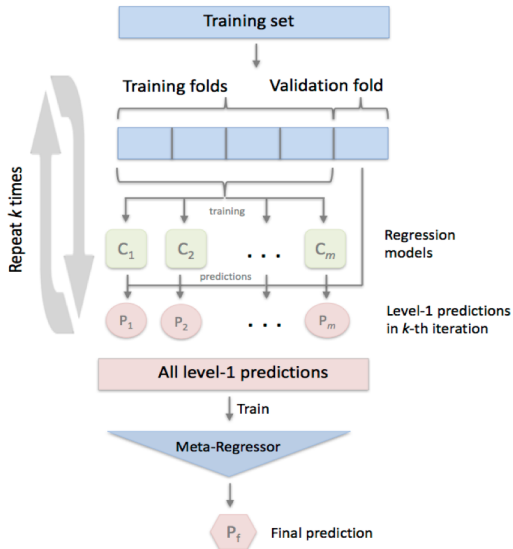 Training set
Training folds
Validation fold
Repeat k times
training
C1
C2
. . .
Cm
Regression
models
predictions
P1
P2
. . .
Pm
Level-1 predictions
in k-th iteration
All level-1 predictions
Train
Meta-Regressor
Pf
Final prediction